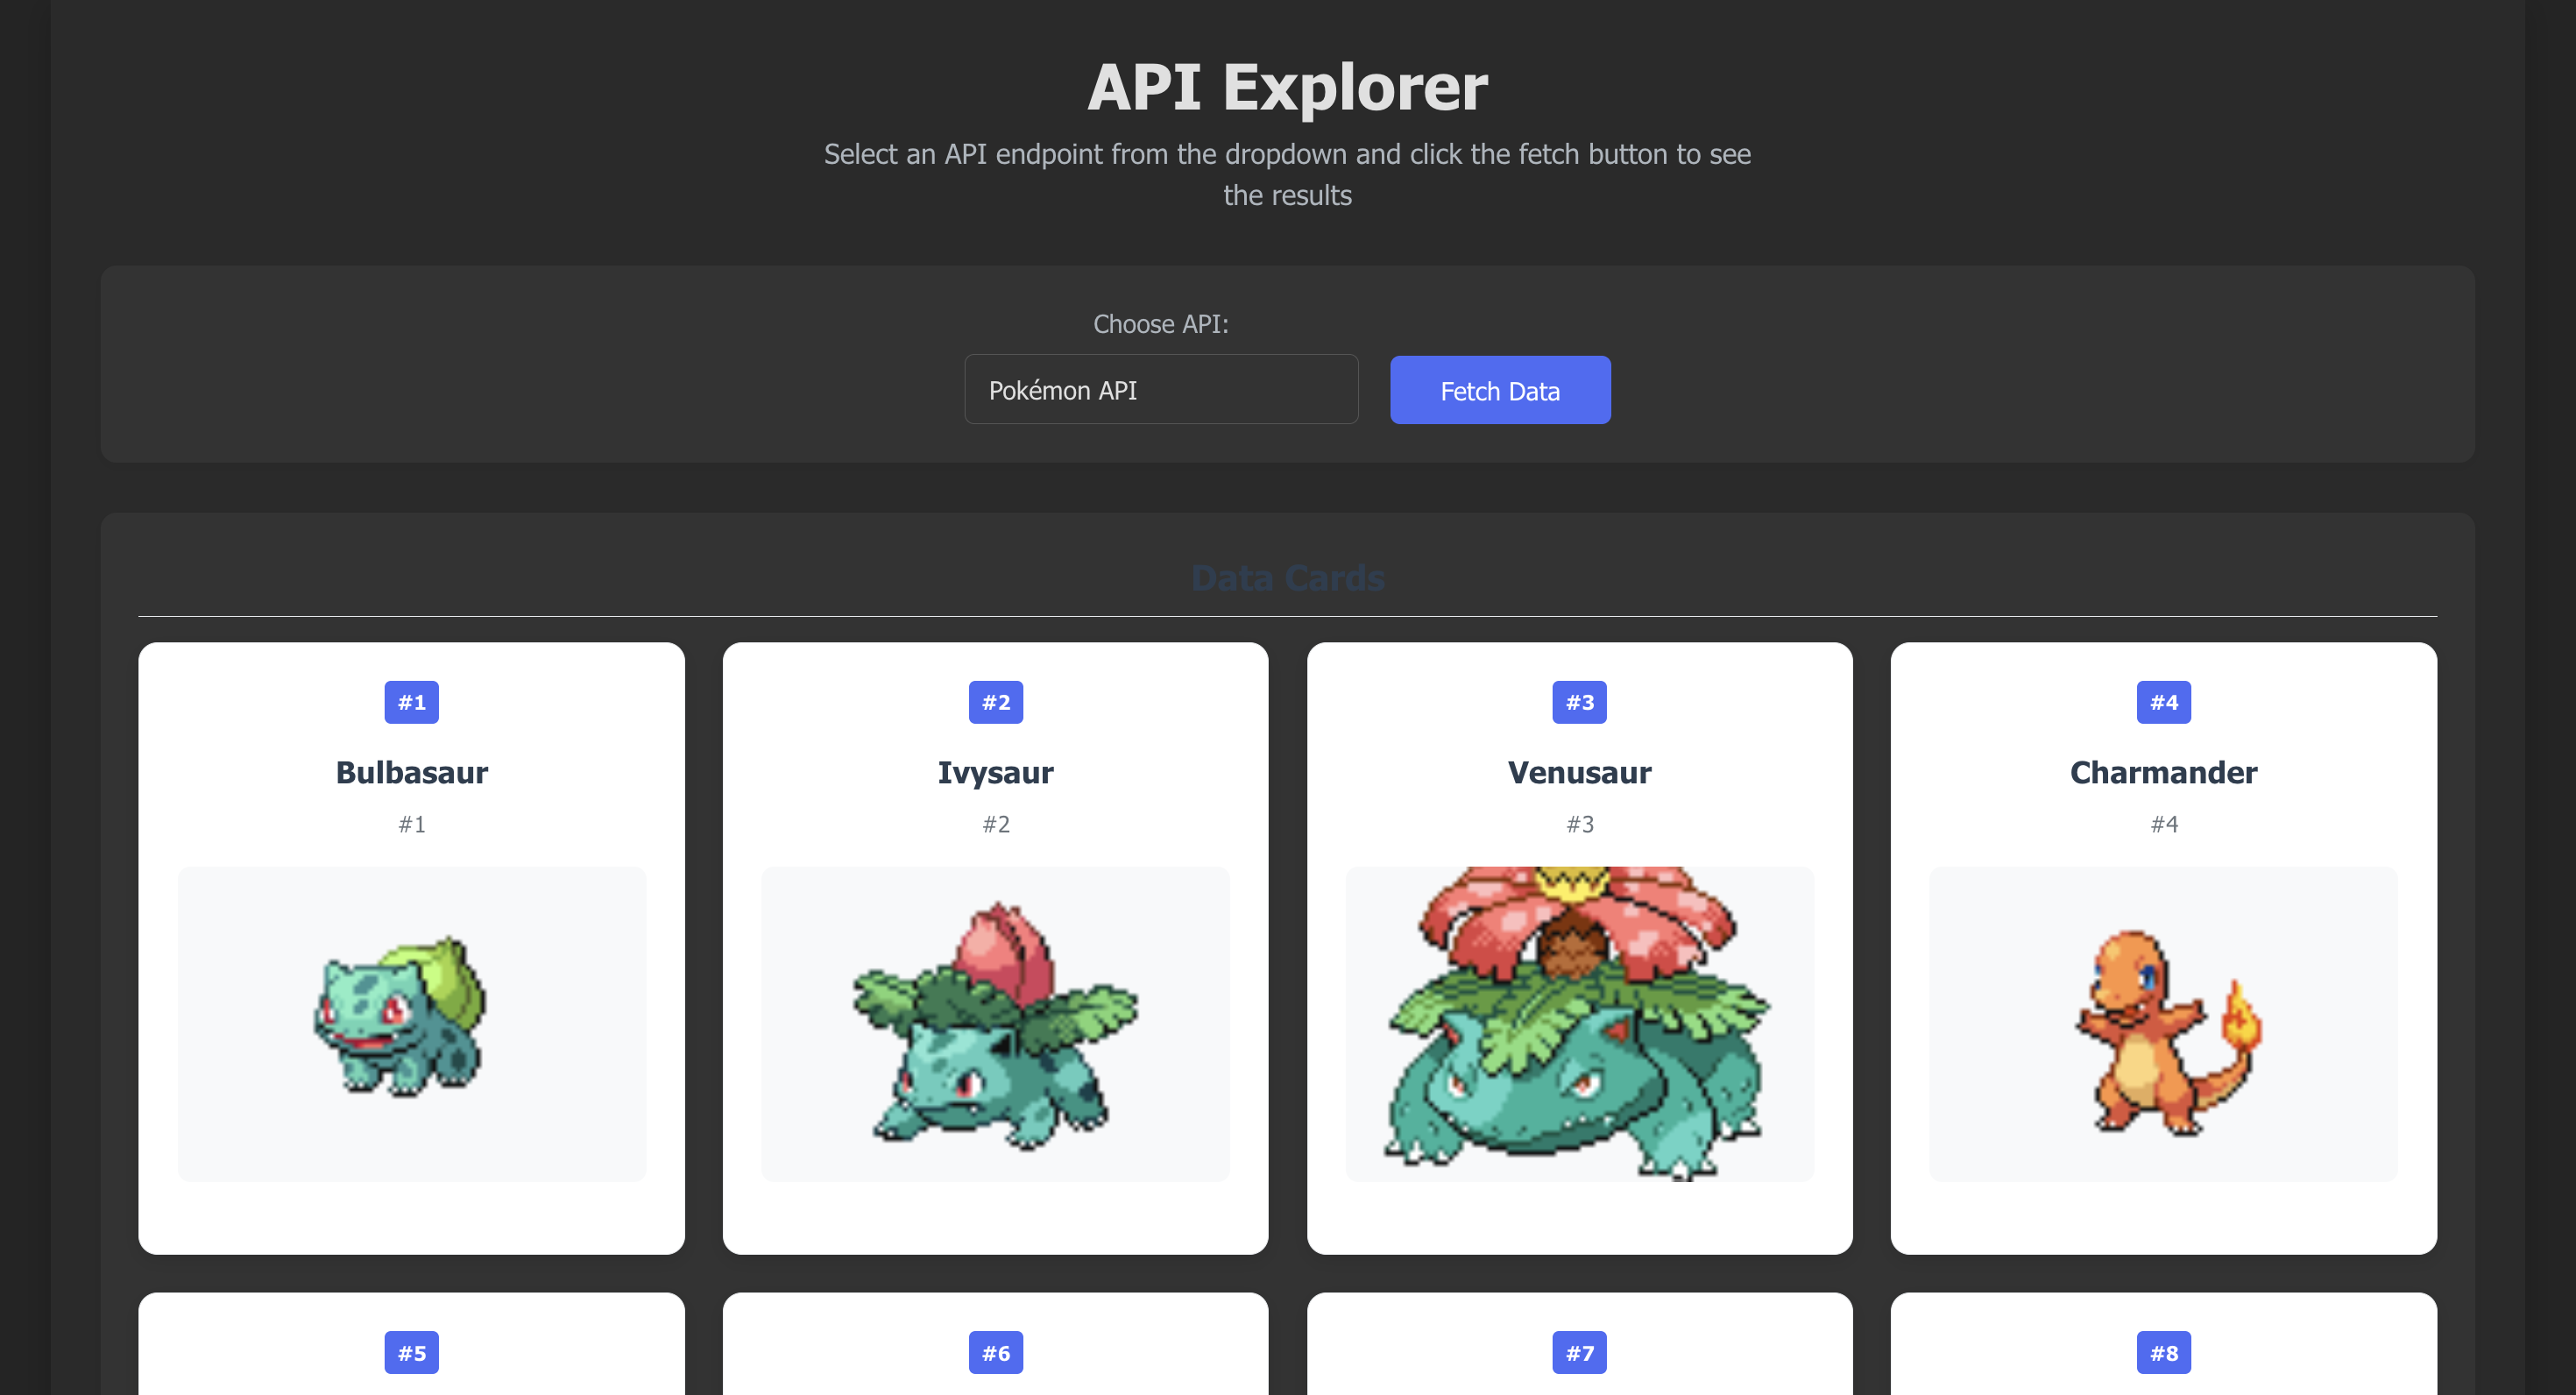 API Explorer
Select an API endpoint from the dropdown and click the fetch button to see
the results
Choose API:
Pokémon API
Fetch Data
Data Cards
#1
Bulbasaur
#1
#2
Ivysaur
#2
#3
Venusaur
#3
#4
Charmander
#4
#5
#6
#7
#8